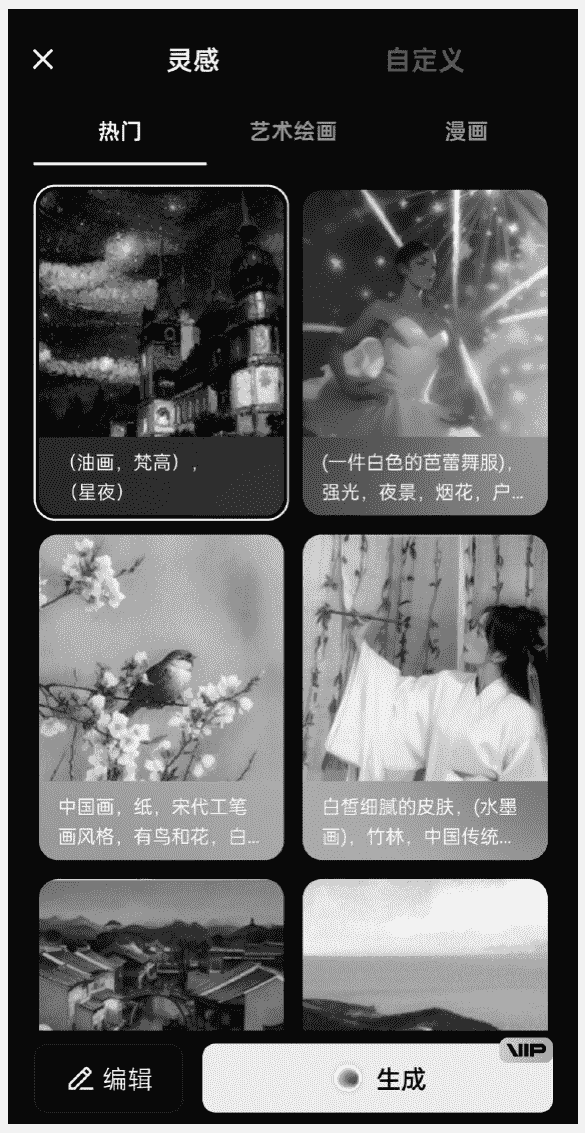 灵感
自定义
热门
艺术绘画
漫画
(油画，梵高)，
(星夜)
(一件白色的芭蕾舞服)，
强光，夜景，烟花，户...
中国画，纸，宋代工笔
画风格，有鸟和花，白...
白皙细腻的皮肤，(水墨
画)，竹林，中国传统...
编辑
生成
VIP